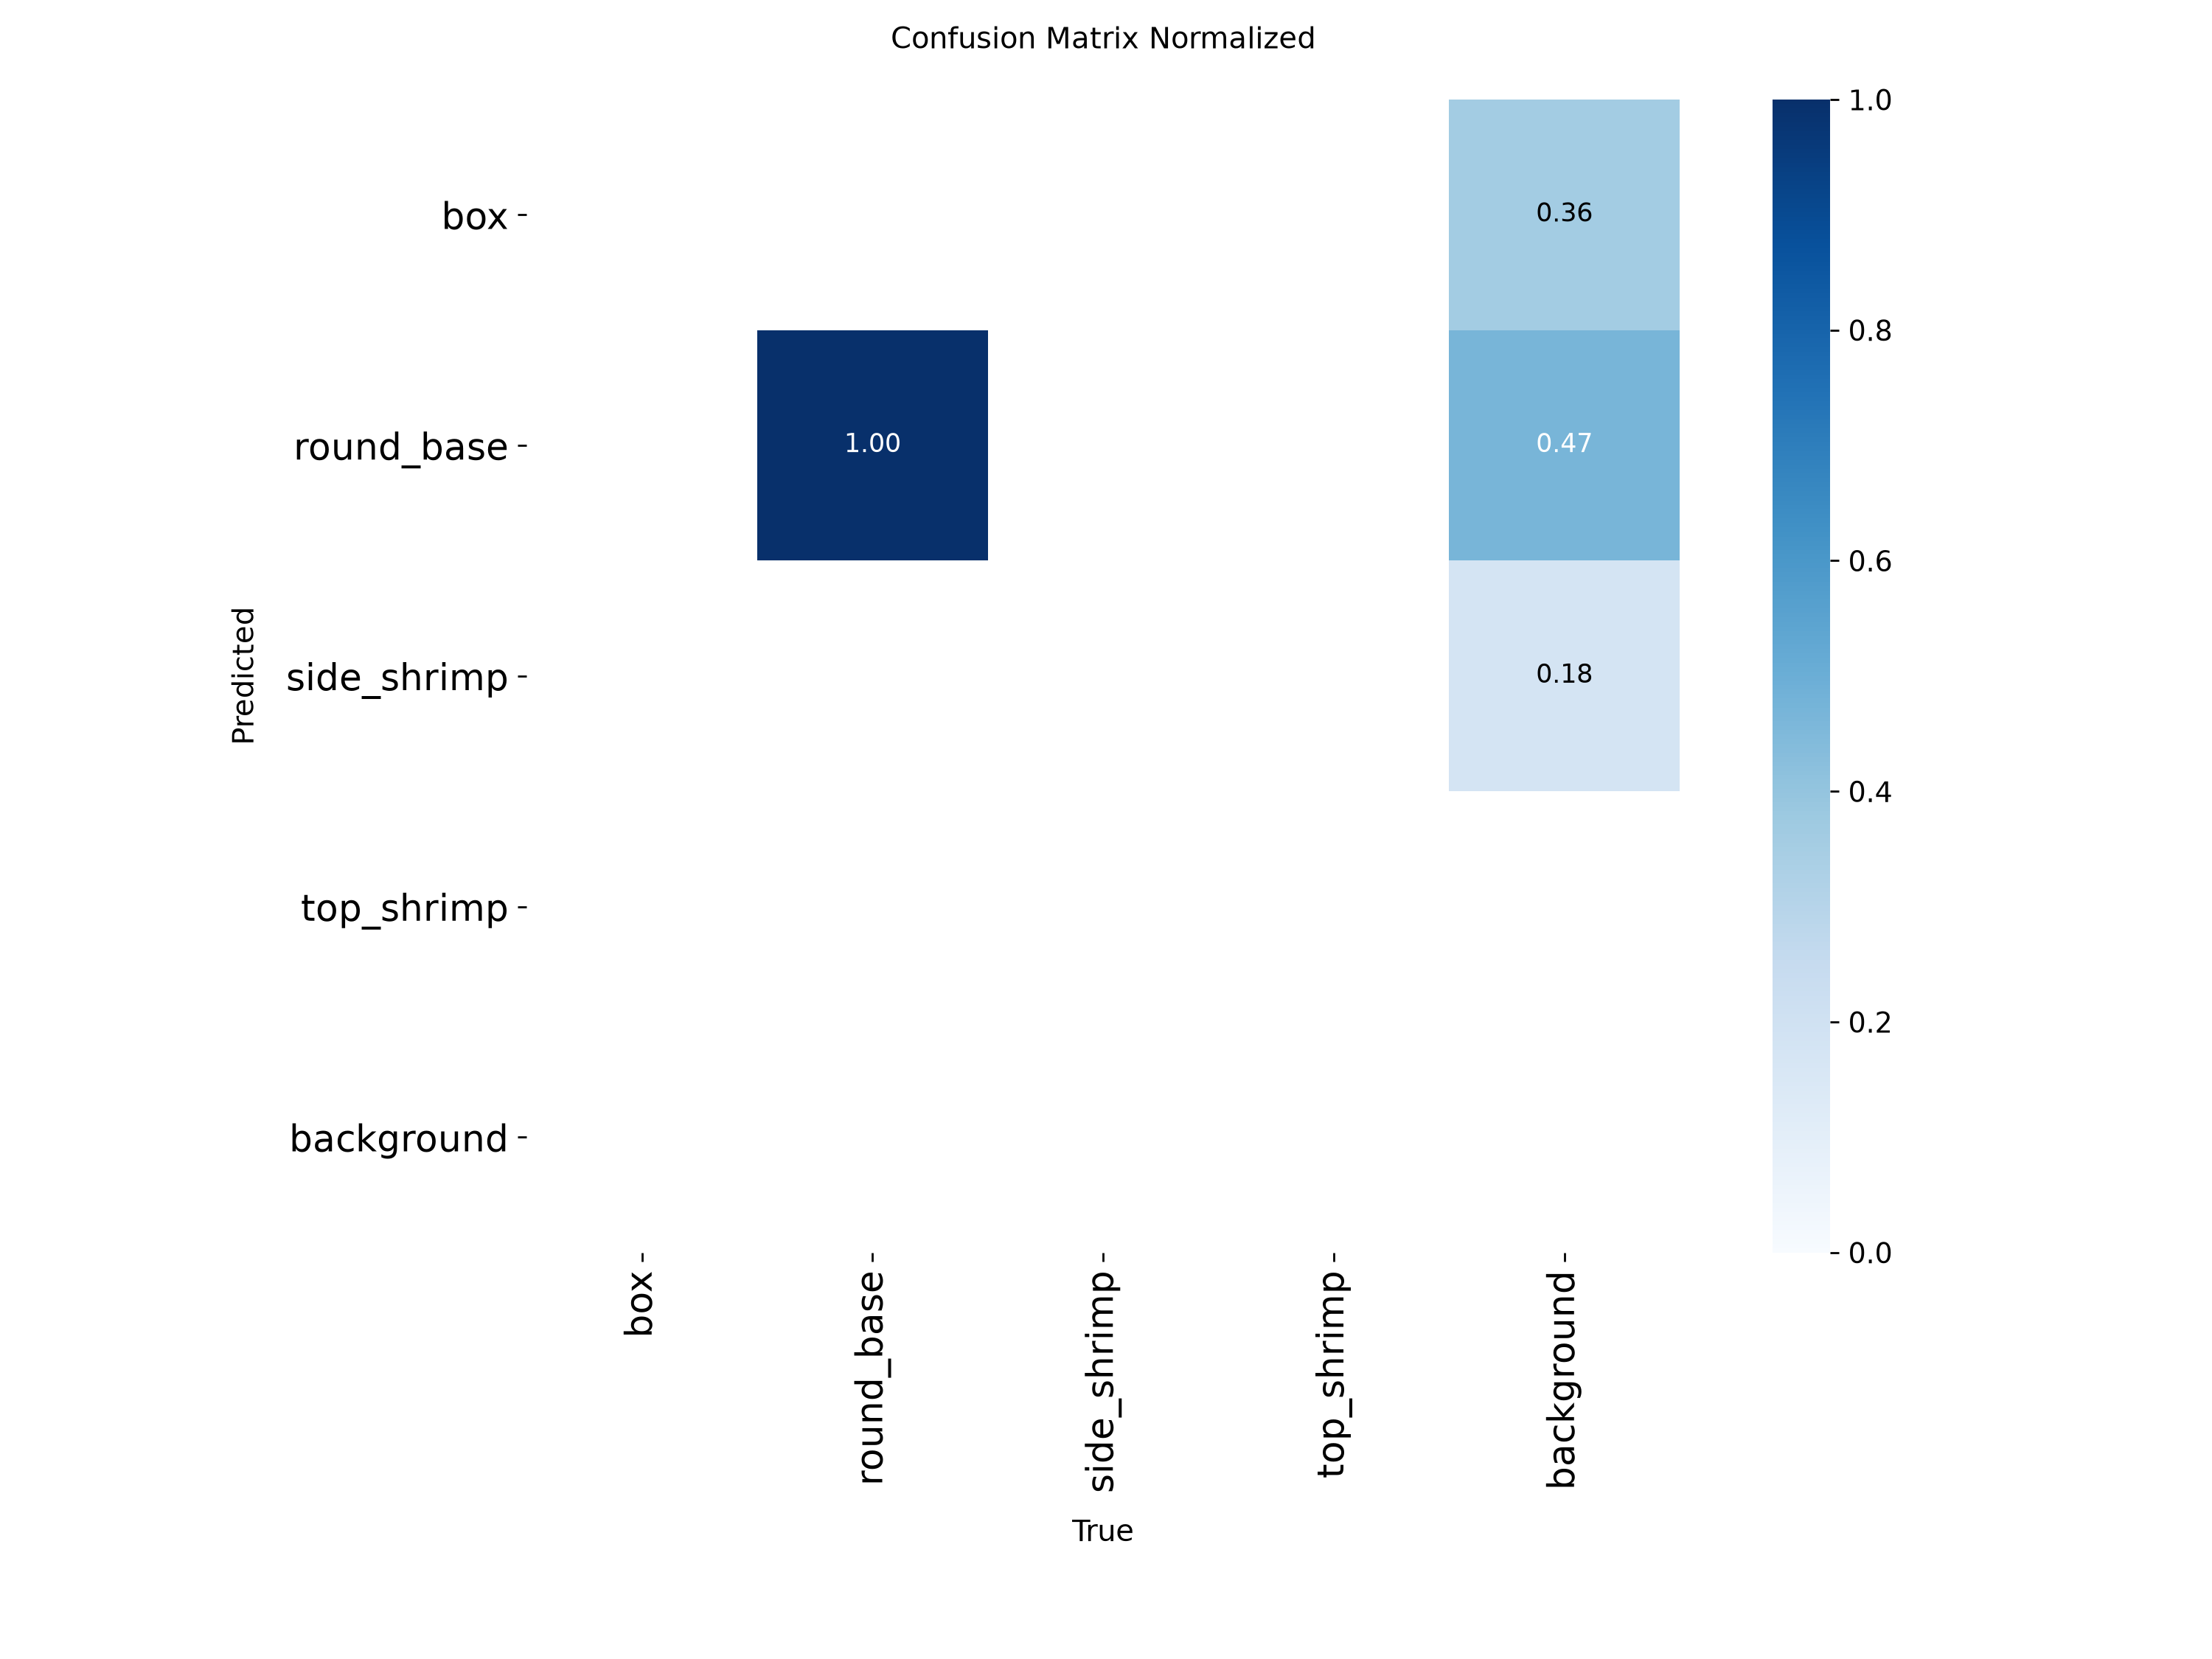 Confusion Matrix Normalized
box
0.36
round_base
1.00
0.47
side_shrimp
0.18
top_shrimp
background
Predicted
box
round_base
side_shrimp
top_shrimp
background
True
1.0
0.8
0.6
0.4
0.2
0.0